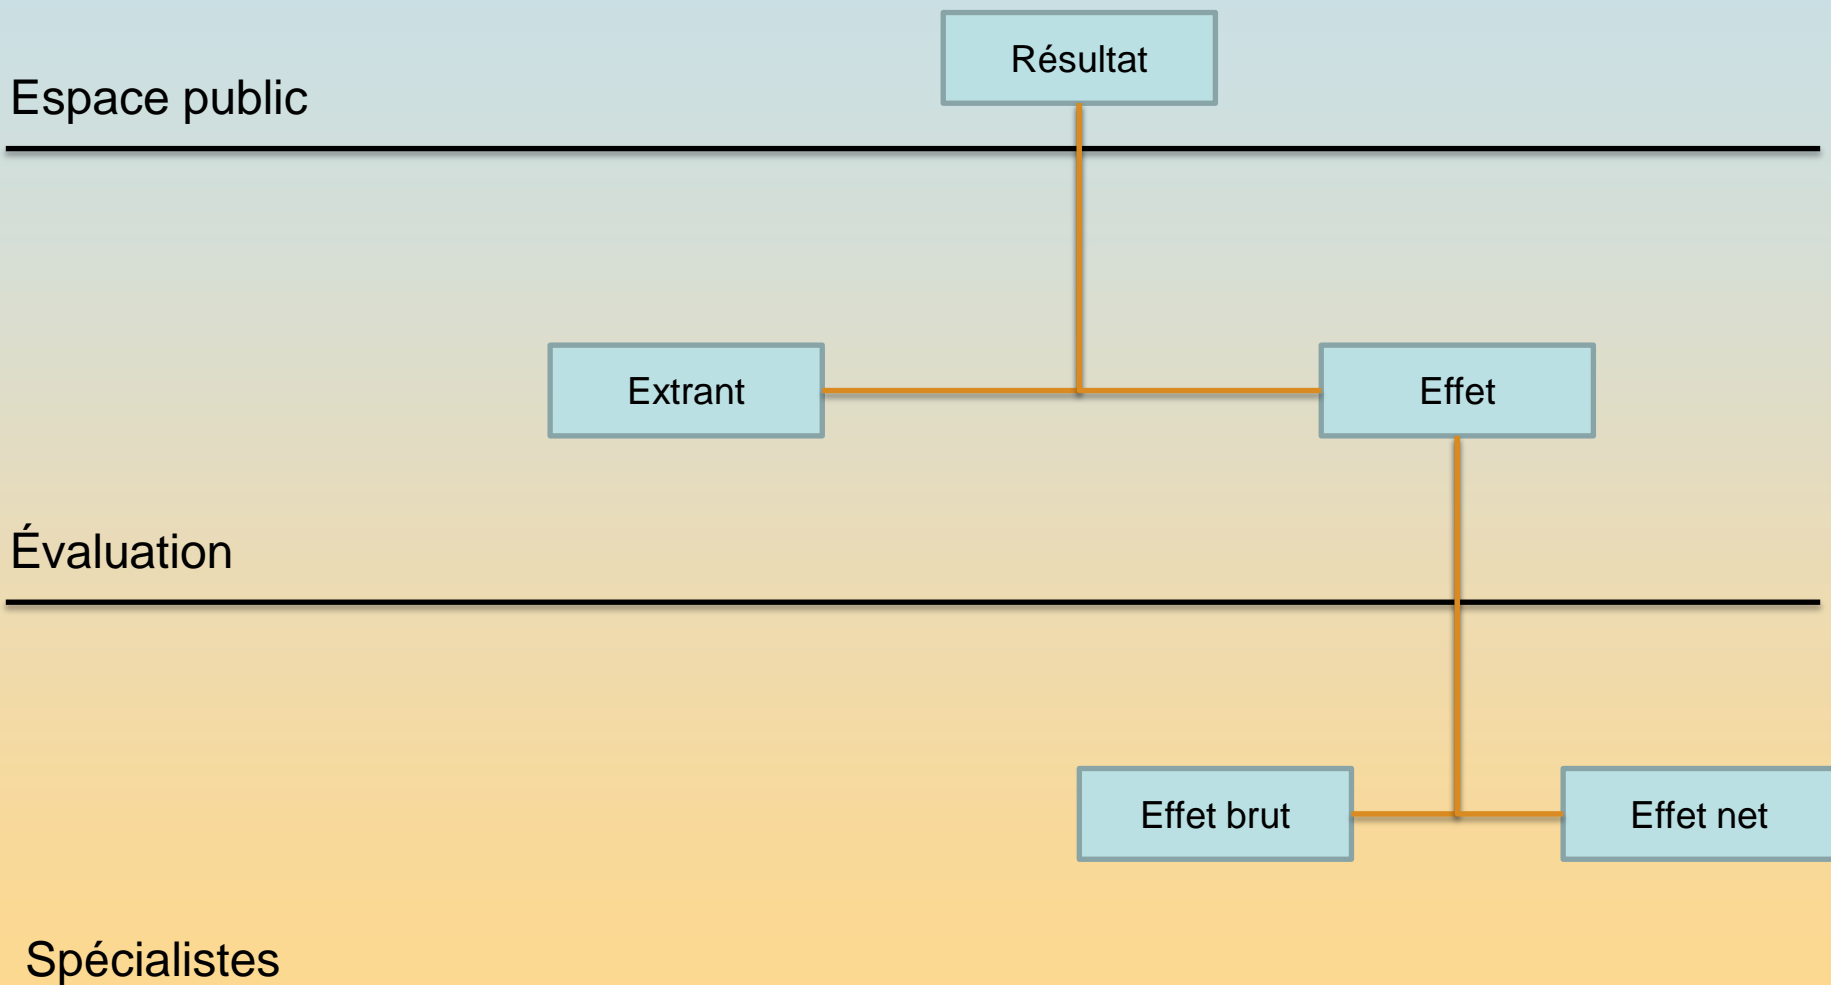 Résultat
Espace public
Extrant
Effet
Évaluation
Effet brut
Effet net
Spécialistes